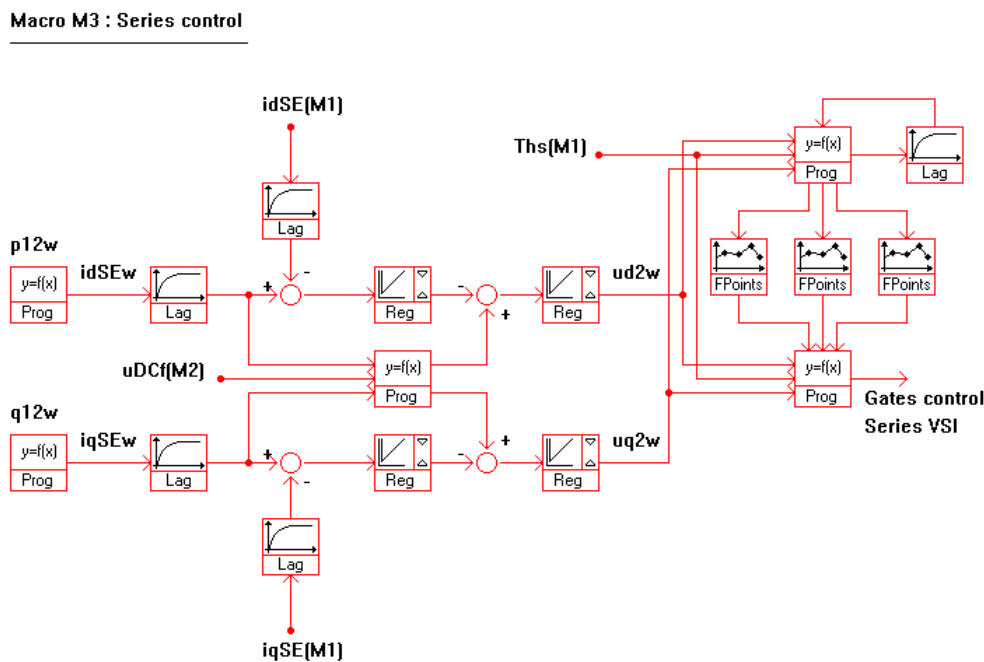 Macro M3 : Series control
idSE(M1)
Ths(M1)
y=f(x)
Prog
Lag
Lag
p12w
y=f(x)
Prog
idSEw
Lag
-
+
Reg
-
+
Reg
ud2w
FPoints
FPoints
FPoints
uDCf(M2)
y=f(x)
Prog
y=f(x)
Prog
Gates control
Series VSI
q12w
y=f(x)
Prog
iqSEw
Lag
+
-
Reg
-
+
Reg
uq2w
Lag
iqSE(M1)